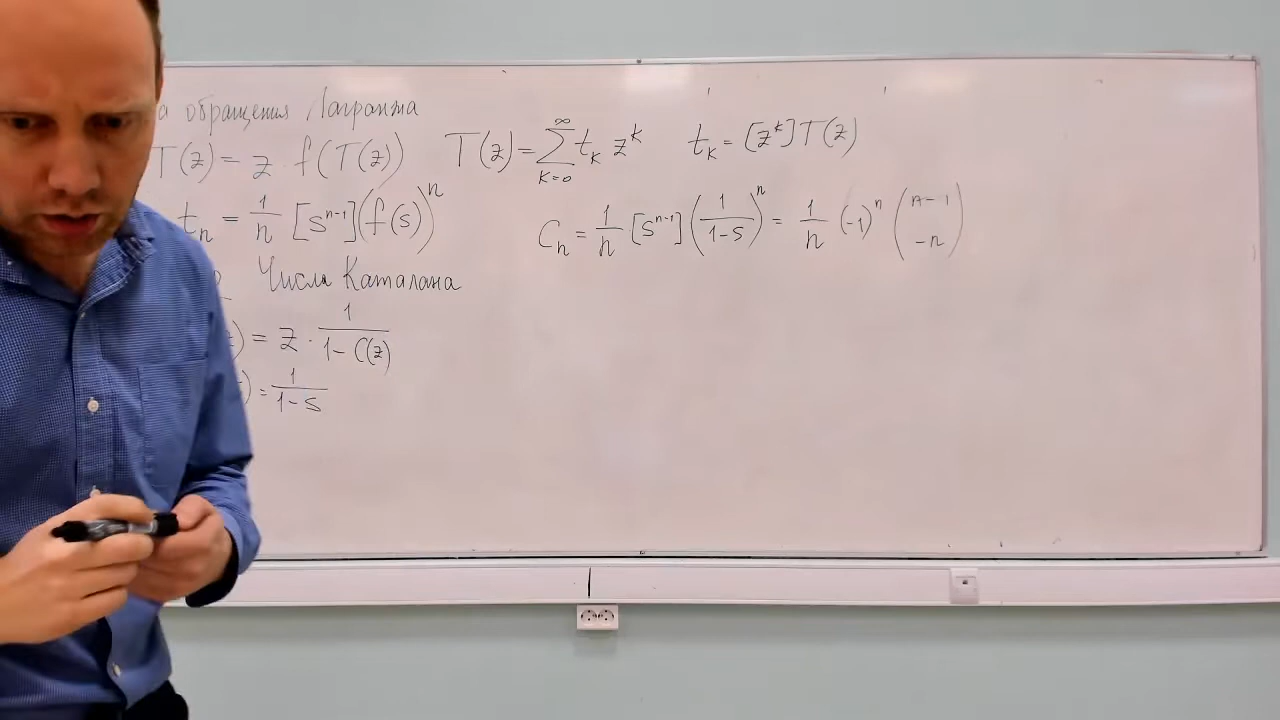 а обращения Лагранжа
T(z) = z · f(T(z))   T(z) = ∑_{k=0}^{∞} t_k z^k   t_k = [z^k] T(z)
t_n = 1/n [s^{n-1}] (f(s))^n   C_n = 1/n [s^{n-1}] (1/(1-s))^n = 1/n (-1)^n (n-1 / -n)
Числа Каталана
) = z · 1/(1 - C(z))
) = 1/(1-s)